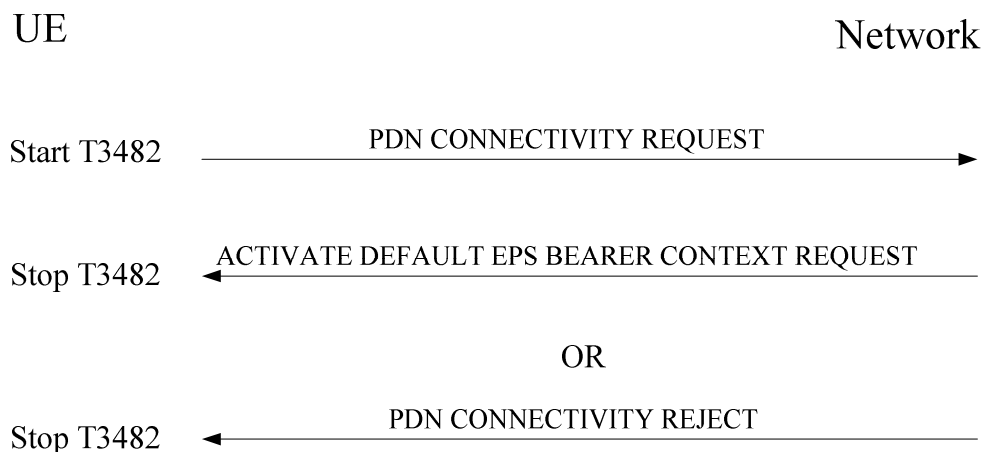 UE
Network
Start T3482
PDN CONNECTIVITY REQUEST
Stop T3482
ACTIVATE DEFAULT EPS BEARER CONTEXT REQUEST
OR
Stop T3482
PDN CONNECTIVITY REJECT